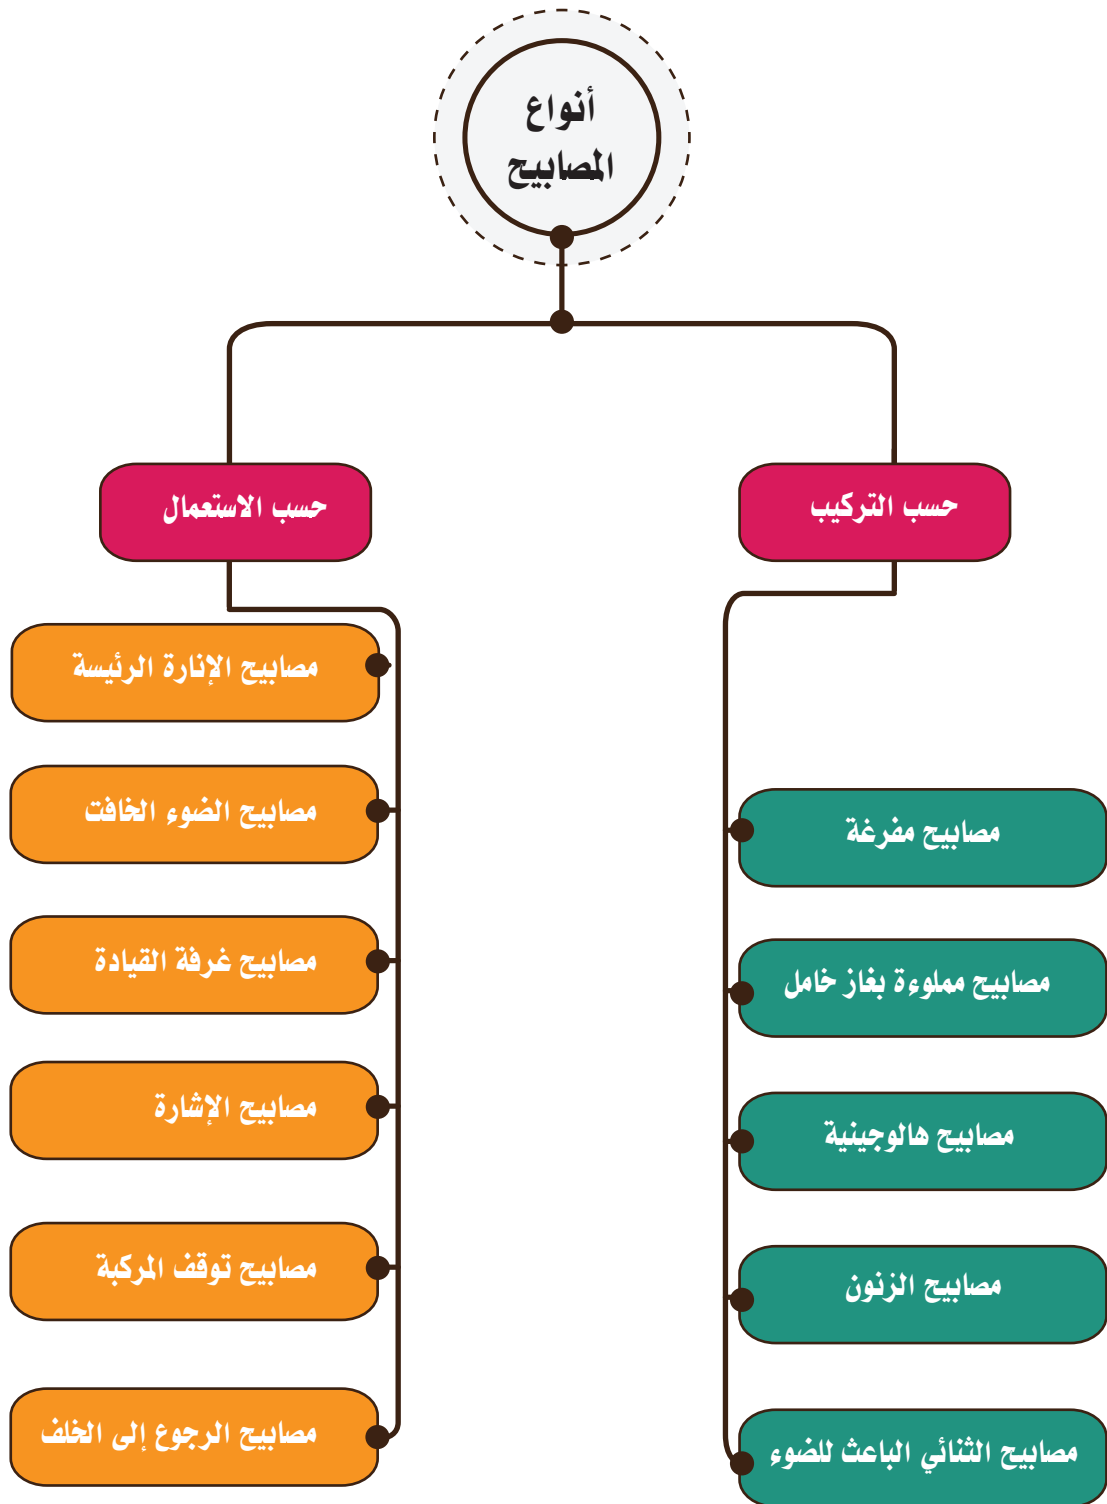 أنواع
المصابيح
حسب التركيب
مصابيح مفرغة
مصابيح مملوءة بغاز خامل
مصابيح هالوجينية
مصابيح الزنون
مصابيح الثنائي الباعث للضوء
حسب الاستعمال
مصابيح الإنارة الرئيسة
مصابيح الضوء الخافت
مصابيح غرفة القيادة
مصابيح الإشارة
مصابيح توقف المركبة
مصابيح الرجوع إلى الخلف